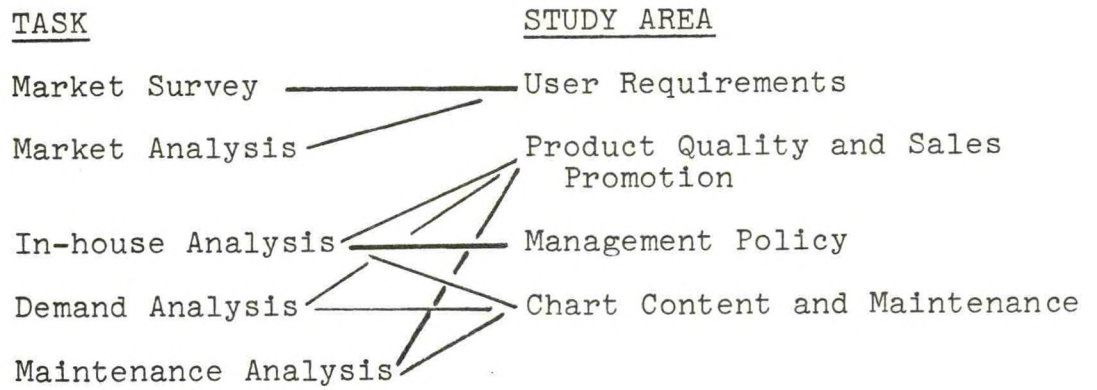 TASK STUDY AREA
Market Survey User Requirements
Market Analysis Product Quality and Sales
Promotion
In-house Analysis Management Policy
Demand Analysis Chart Content and Maintenance
Maintenance Analysis